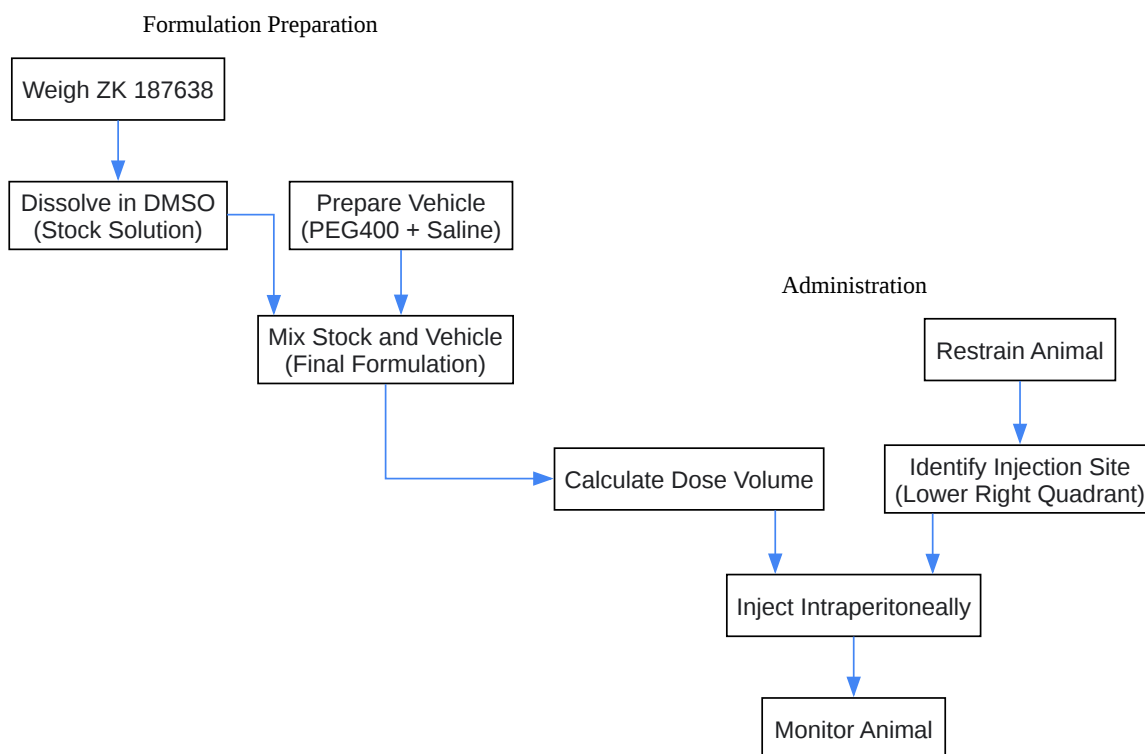 Formulation Preparation
Weigh ZK 187638
Dissolve in DMSO
(Stock Solution)
Prepare Vehicle
(PEG400 + Saline)
Mix Stock and Vehicle
(Final Formulation)
Administration
Restrain Animal
Calculate Dose Volume
Identify Injection Site
(Lower Right Quadrant)
Inject Intraperitoneally
Monitor Animal